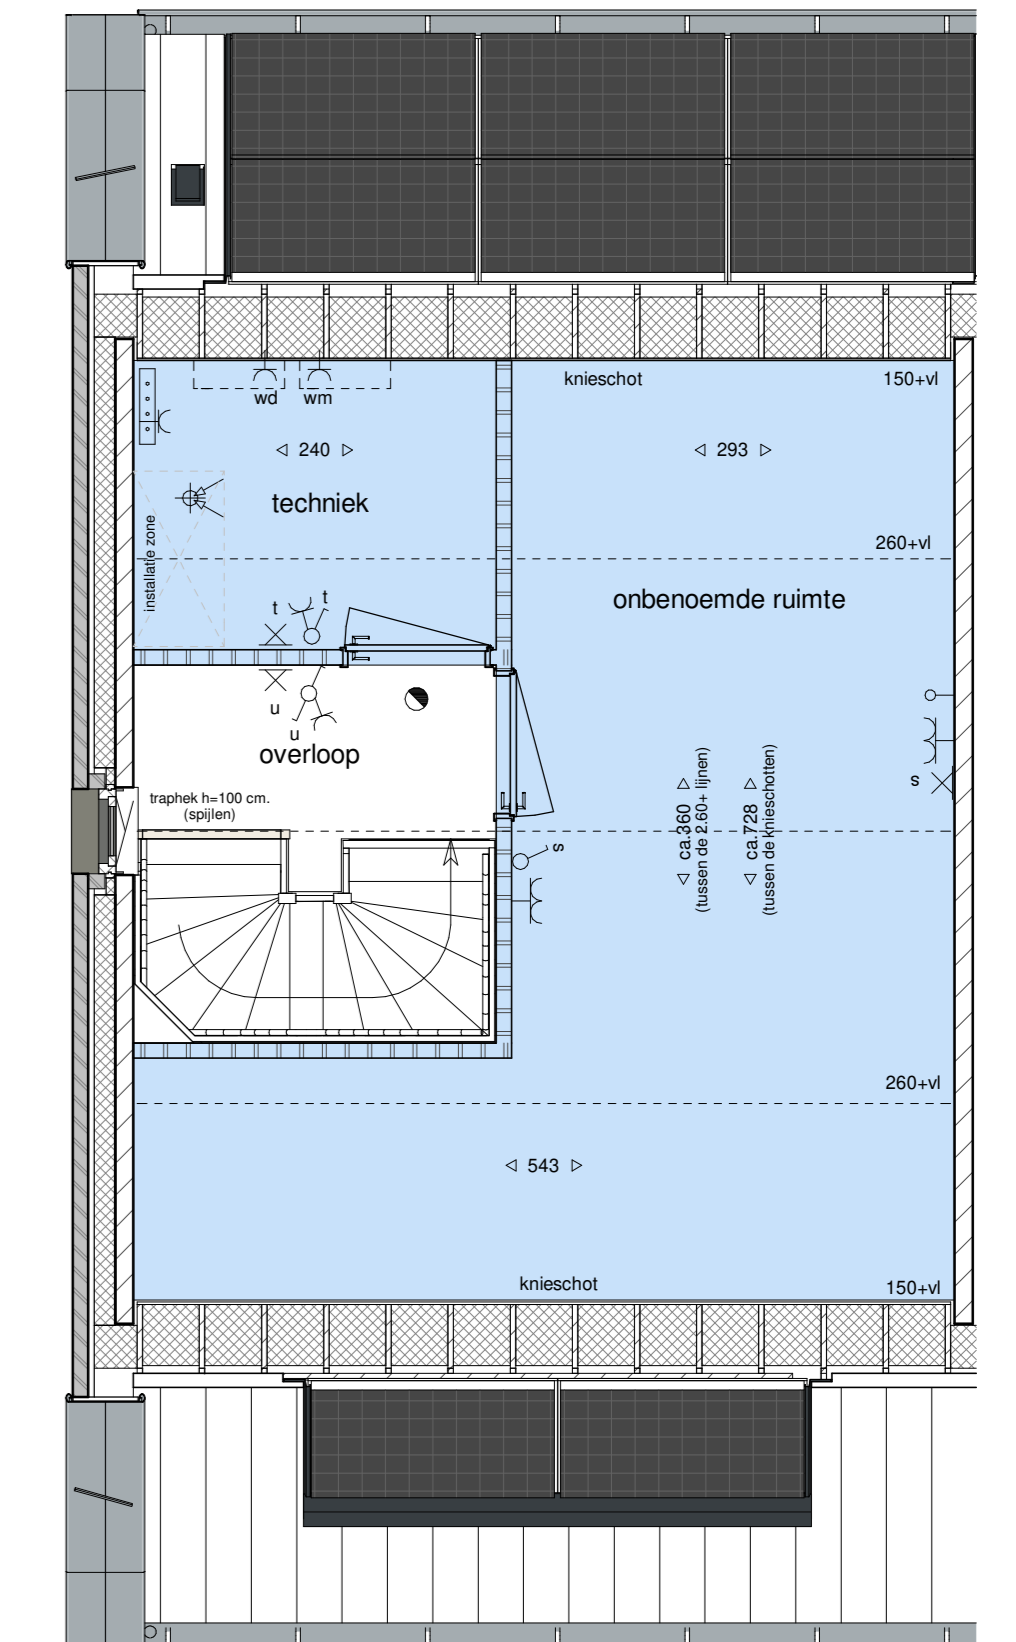 wd
wm
knieschot
150+vl
240
293
techniek
installatie zone
260+vl
onbenoemde ruimte
t
t
u
u
overloop
s
traphek h=100 cm.
(spijlen)
ca.360
(tussen de 2.60+ lijnen)
ca.728
(tussen de knieschotten)
s
260+vl
543
knieschot
150+vl